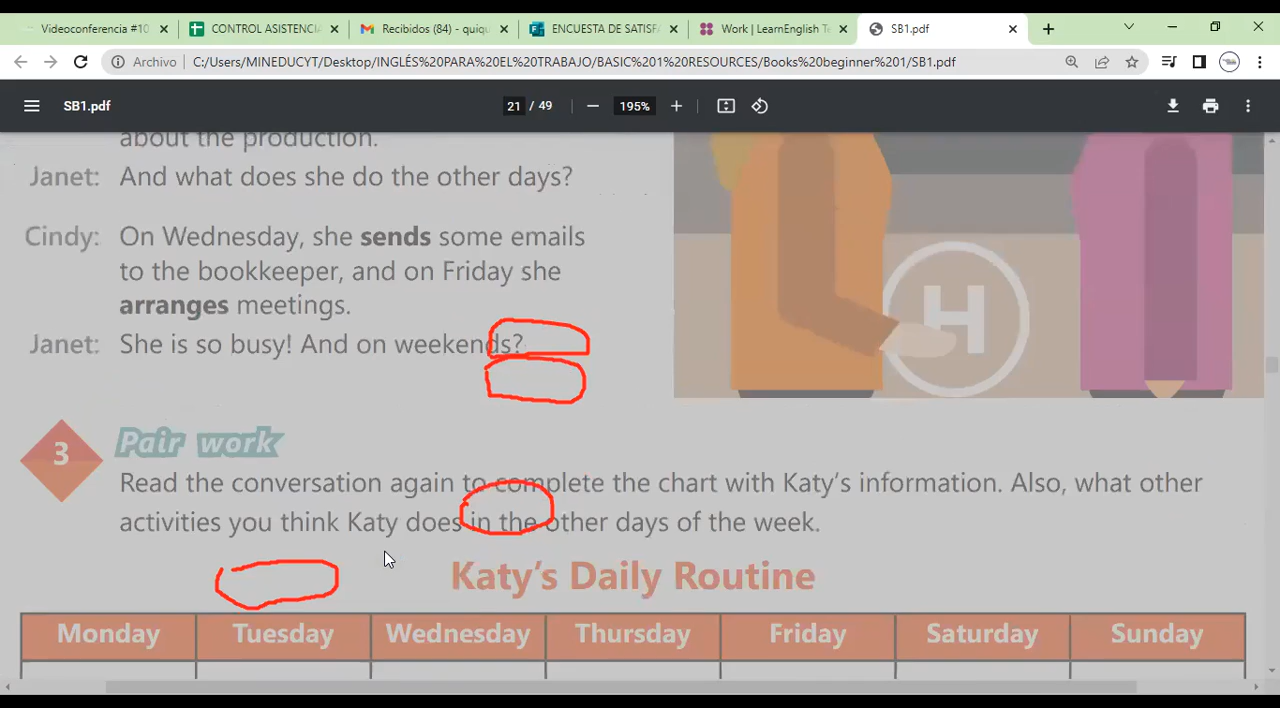 Videoconferencia #10
CONTROL ASISTENCIA
Recibidos (84) - quiqu
ENCUESTA DE SATISFA
Work | LearnEnglish Te
SB1.pdf
Archivo
C:/Users/MINEDUCYT/Desktop/INGLÉS%20PARA%20EL%20TRABAJO/BASIC%201%20RESOURCES/Books%20beginner%201/SB1.pdf
SB1.pdf
21 / 49
195%
about the production.
Janet: And what does she do the other days?
Cindy: On Wednesday, she sends some emails
to the bookkeeper, and on Friday she
arranges meetings.
Janet: She is so busy! And on weekends?
H
3
Pair work
Read the conversation again to complete the chart with Katy's information. Also, what other
activities you think Katy does in the other days of the week.
Katy's Daily Routine
Monday Tuesday Wednesday Thursday Friday Saturday Sunday